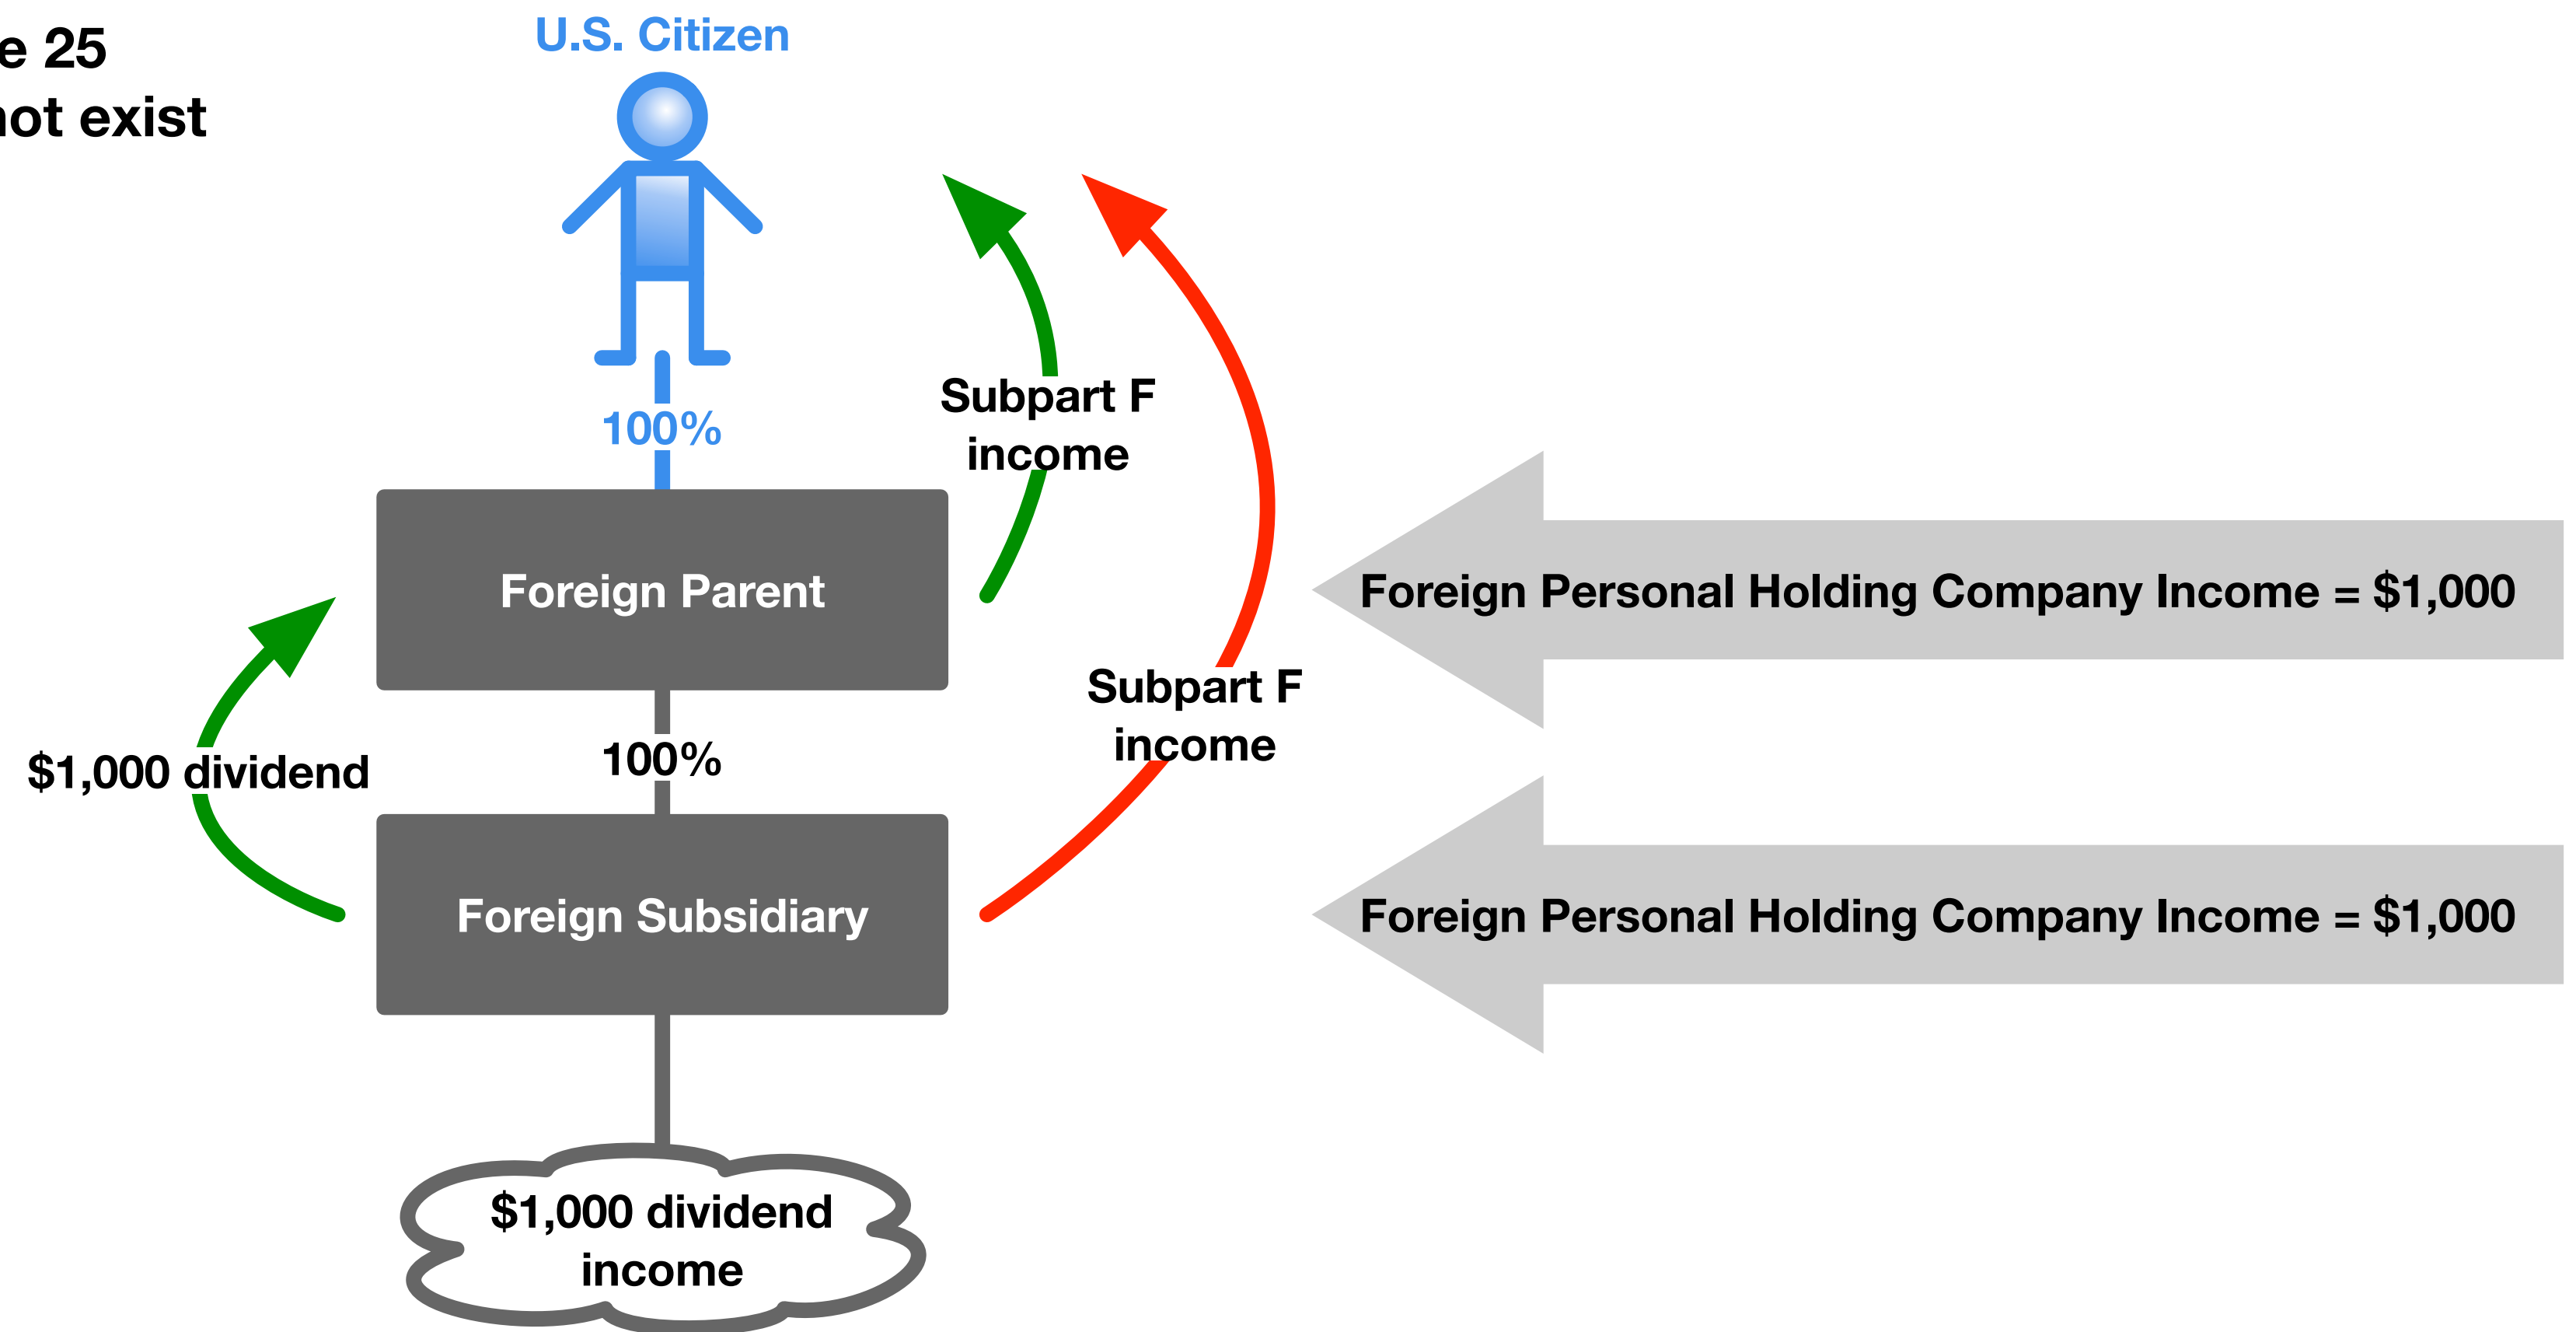 e 25
not exist
U.S. Citizen
100%
Subpart F
income
Foreign Parent
Foreign Personal Holding Company Income = $1,000
Subpart F
income
$1,000 dividend
100%
Foreign Subsidiary
Foreign Personal Holding Company Income = $1,000
$1,000 dividend
income